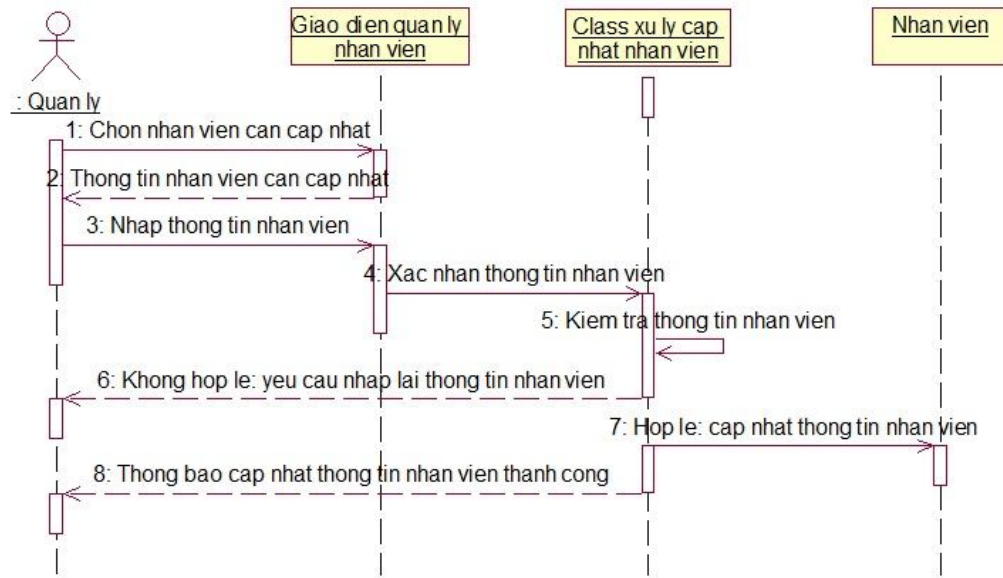 Giao dien quan ly
nhan vien
Class xu ly cap
nhat nhan vien
Nhan vien
: Quan ly
1: Chon nhan vien can cap nhat
2: Thong tin nhan vien can cap nhat
3: Nhap thong tin nhan vien
4: Xac nhan thong tin nhan vien
5: Kiem tra thong tin nhan vien
6: Khong hop le: yeu cau nhap lai thong tin nhan vien
7: Hop le: cap nhat thong tin nhan vien
8: Thong bao cap nhat thong tin nhan vien thanh cong